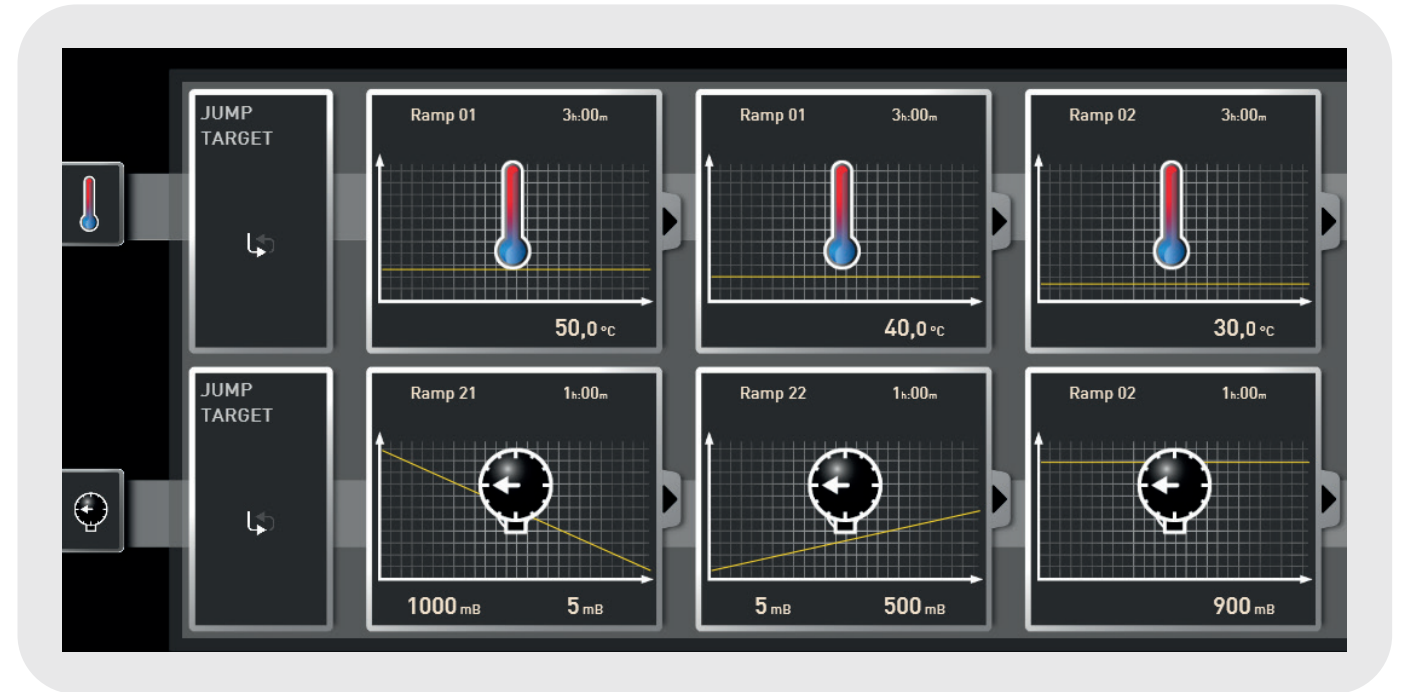 JUMP
TARGET
Ramp 01 3h:00m
50,0 °C
Ramp 01 3h:00m
40,0 °C
Ramp 02 3h:00m
30,0 °C
JUMP
TARGET
Ramp 21 1h:00m
1000 mB 5 mB
Ramp 22 1h:00m
5 mB 500 mB
Ramp 02 1h:00m
900 mB